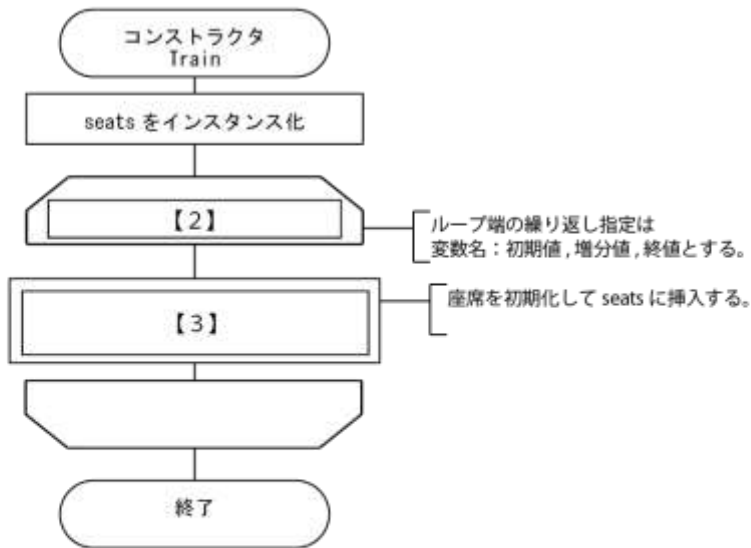 コンストラクタ
Train
seats をインスタンス化
【2】
ループ端の繰り返し指定は
変数名：初期値 , 増分値 , 終値とする。
【3】
座席を初期化して seats に挿入する。
終了